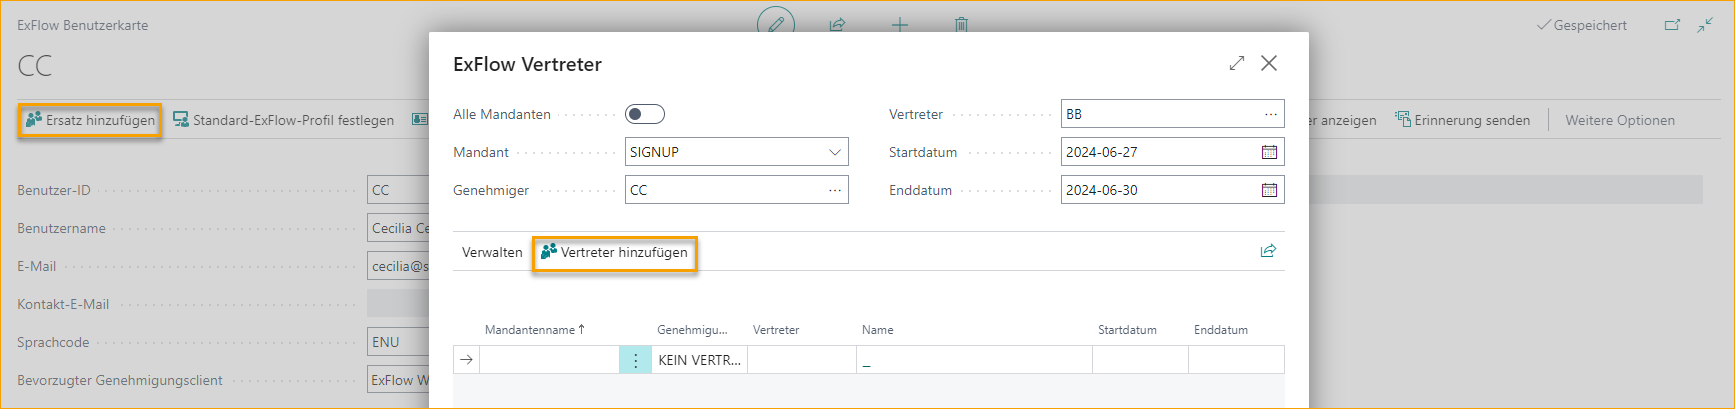 ExFlow Benutzerkarte
Gespeichert
CC
Ersatz hinzufügen Standard-ExFlow-Profil festlegen
anzeigen Erinnerung senden Weitere Optionen
Benutzer-ID CC
Benutzername Cecilia
E-Mail
Kontakt-E-Mail
Sprachcode ENU
Bevorzugter Genehmigungsclient ExFlow
ExFlow Vertreter
Alle Mandanten
Vertreter BB
Mandant SIGNUP
Startdatum 2024-06-27
Genehmiger CC
Enddatum 2024-06-30
Verwalten Vertreter hinzufügen
Mandantenname Genehmigu... Vertreter Name Startdatum Enddatum
KEIN VERTR... _